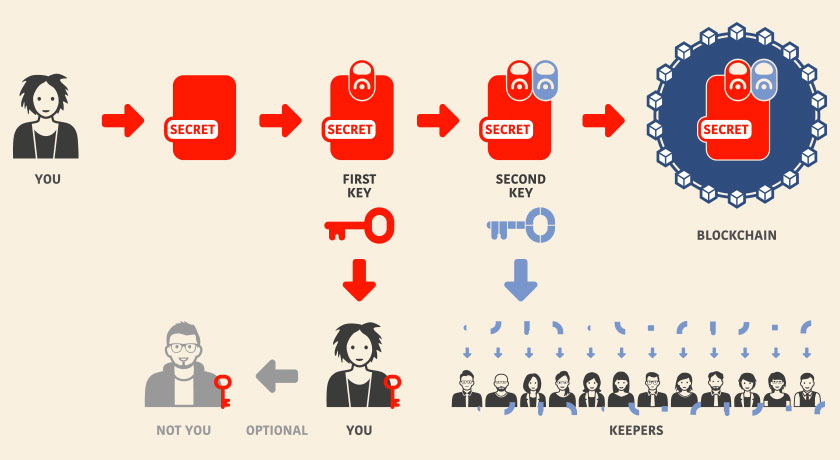 SECRET
SECRET
SECRET
SECRET
YOU
FIRST
KEY
SECOND
KEY
BLOCKCHAIN
NOT YOU
OPTIONAL
YOU
KEEPERS